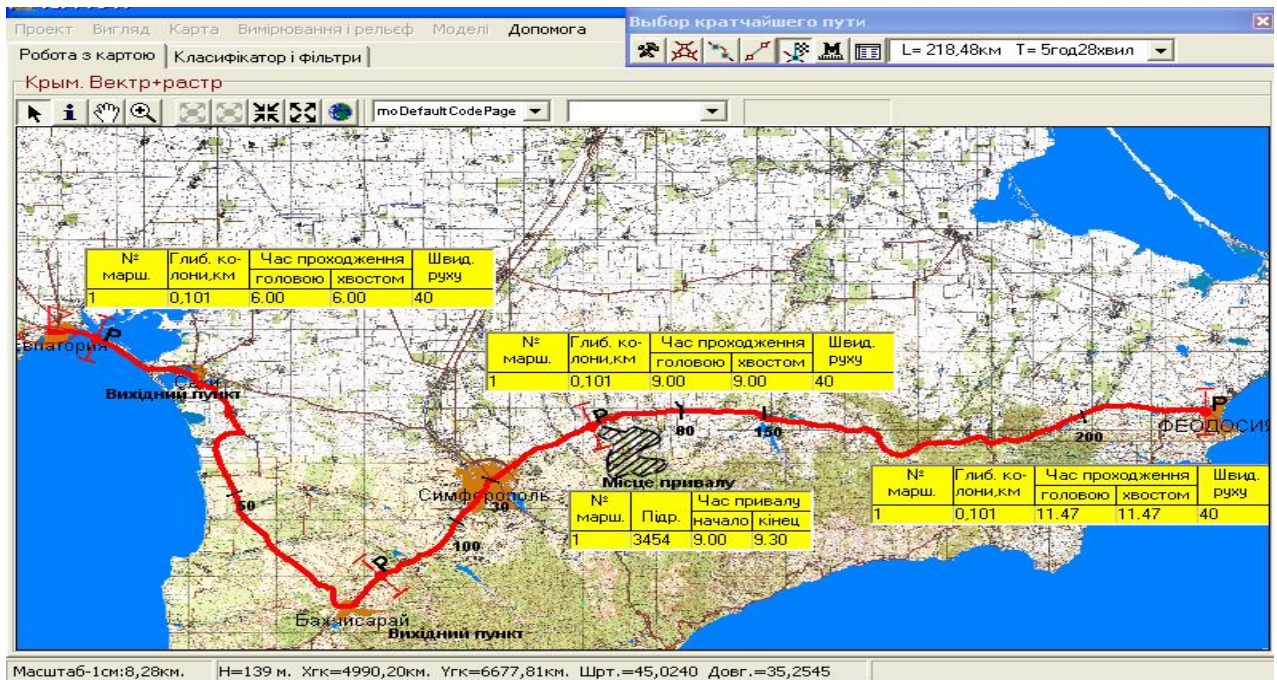 Выбор кратчайшего пути
Проект Вигляд Карта Вимірювання і рельєф Моделі Допомога
L= 218,48км T= 5год28хвил
Робота з картою Класифікатор і фільтри
Крым. Вектр+растр
moDefaultCodePage
№ марш. Глиб. ко-лони,км Час проходження Швид. руху
головою хвостом
1 0,101 6.00 6.00 40
Р
Саки
Вихідний пункт
№ марш. Глиб. ко-лони,км Час проходження Швид. руху
головою хвостом
1 0,101 9.00 9.00 40
Р
80
150
200
Р
ФЕОДОСИЯ
50
Симферополь
30
100
Місце привалу
№ марш. Підр. Час привалу
начало кінец
1 3454 9.00 9.30
№ марш. Глиб. ко-лони,км Час проходження Швид. руху
головою хвостом
1 0,101 11.47 11.47 40
Р
Бахчисарай
Вихідний пункт
Масштаб-1см:8,28км. Н=139 м. Хгк=4990,20км. Yгк=6677,81км. Шрт.=45,0240 Довг.=35,2545